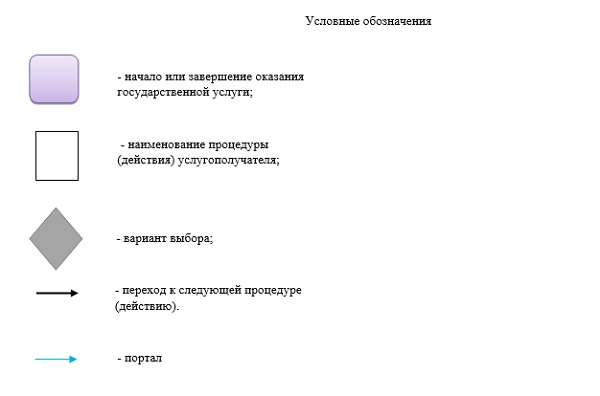 Условные обозначения
- начало или завершение оказания
государственной услуги;
- наименование процедуры
(действия) услугополучателя;
- вариант выбора;
- переход к следующей процедуре
(действию).
- портал